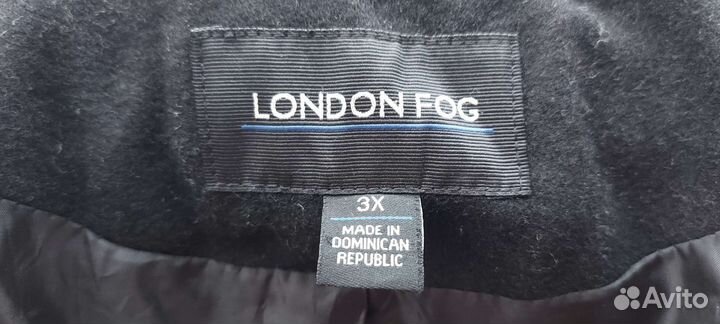 LONDON FOG
3X
MADE IN
DOMINICAN
REPUBLIC
Avito